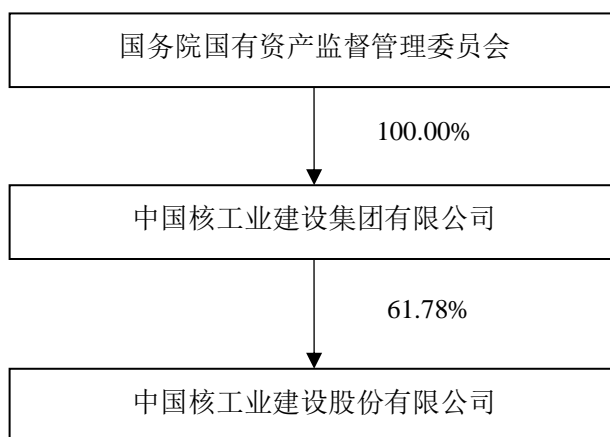 国务院国有资产监督管理委员会
100.00%
中国核工业建设集团有限公司
61.78%
中国核工业建设股份有限公司